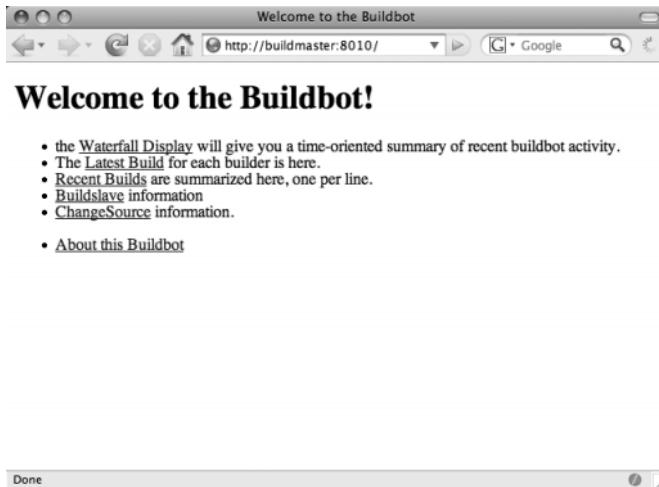 Welcome to the Buildbot
http://buildmaster:8010/
G Google
Welcome to the Buildbot!
• the Waterfall Display will give you a time-oriented summary of recent buildbot activity.
• The Latest Build for each builder is here.
• Recent Builds are summarized here, one per line.
• Buildslave information
• ChangeSource information.
• About this Buildbot
Done